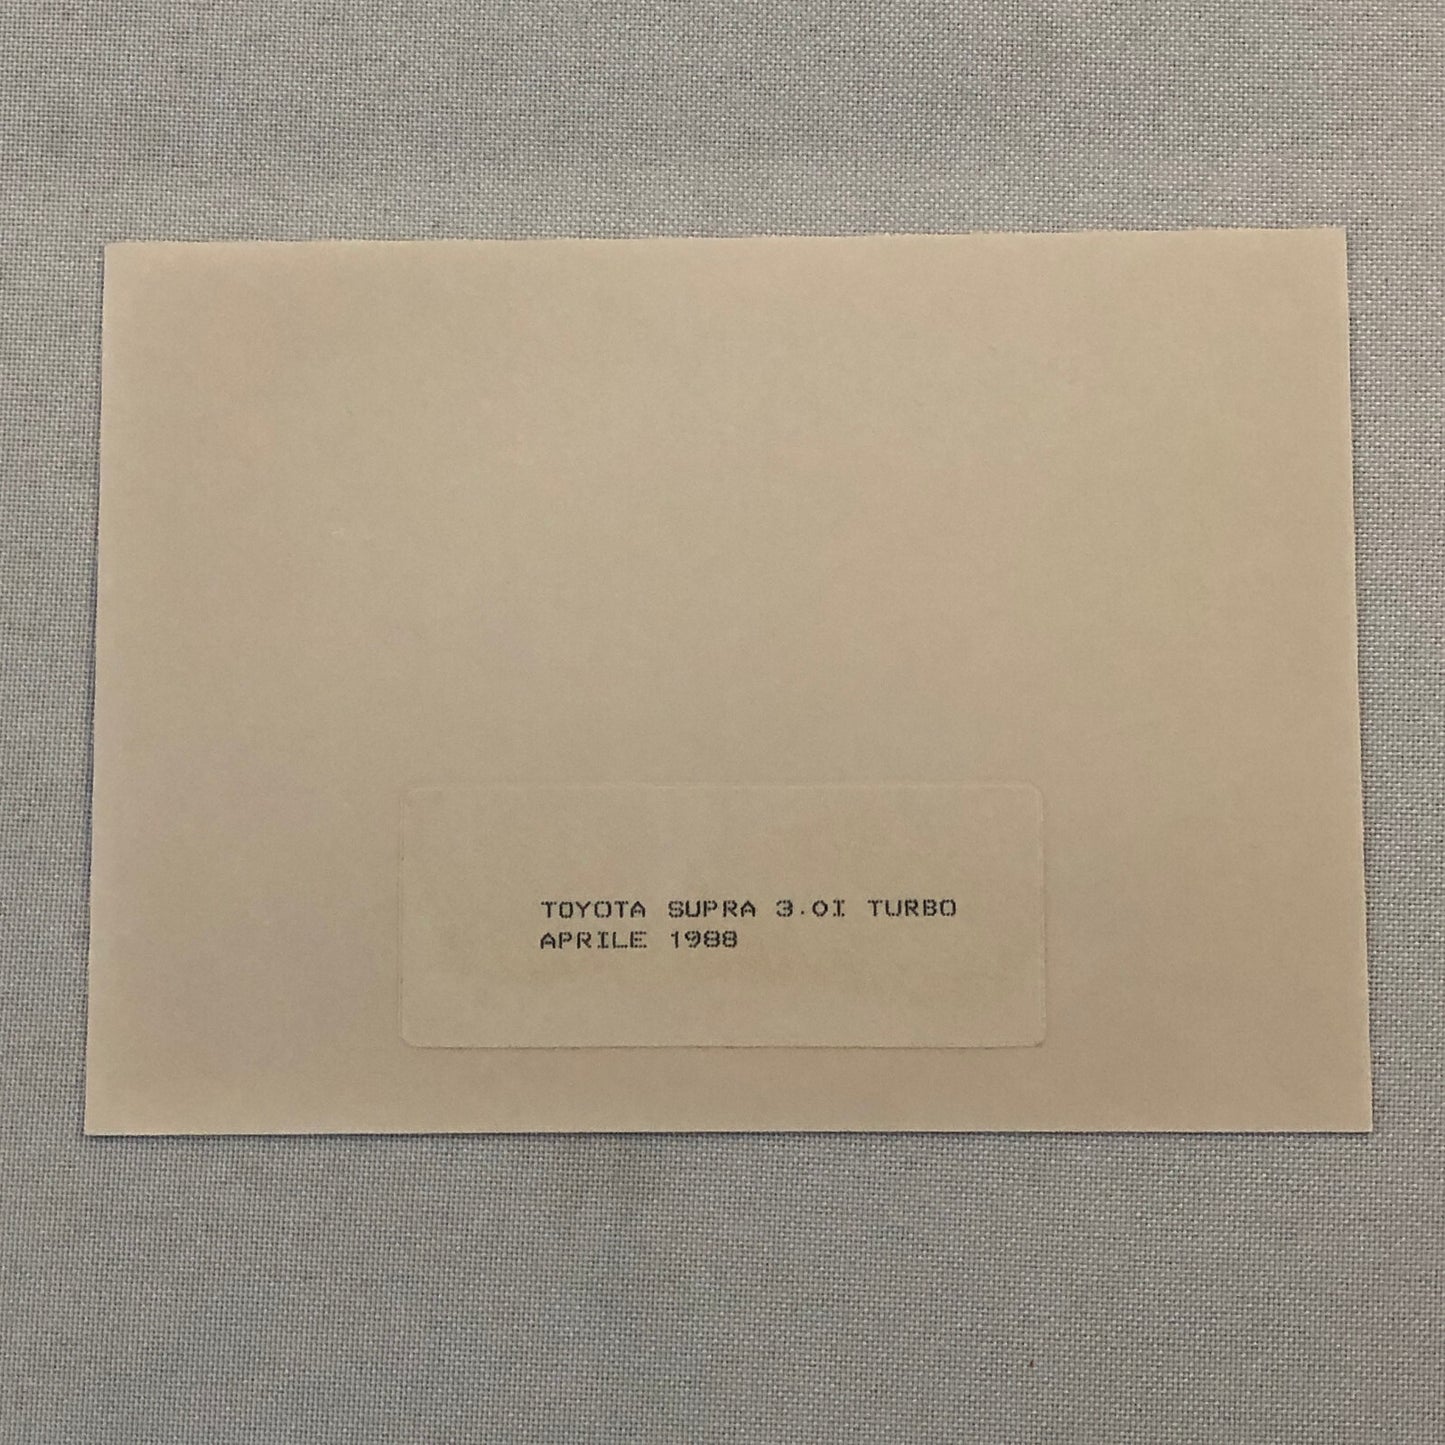 TOYOTA SUPRA 3.0I TURBO
APRILE 1988